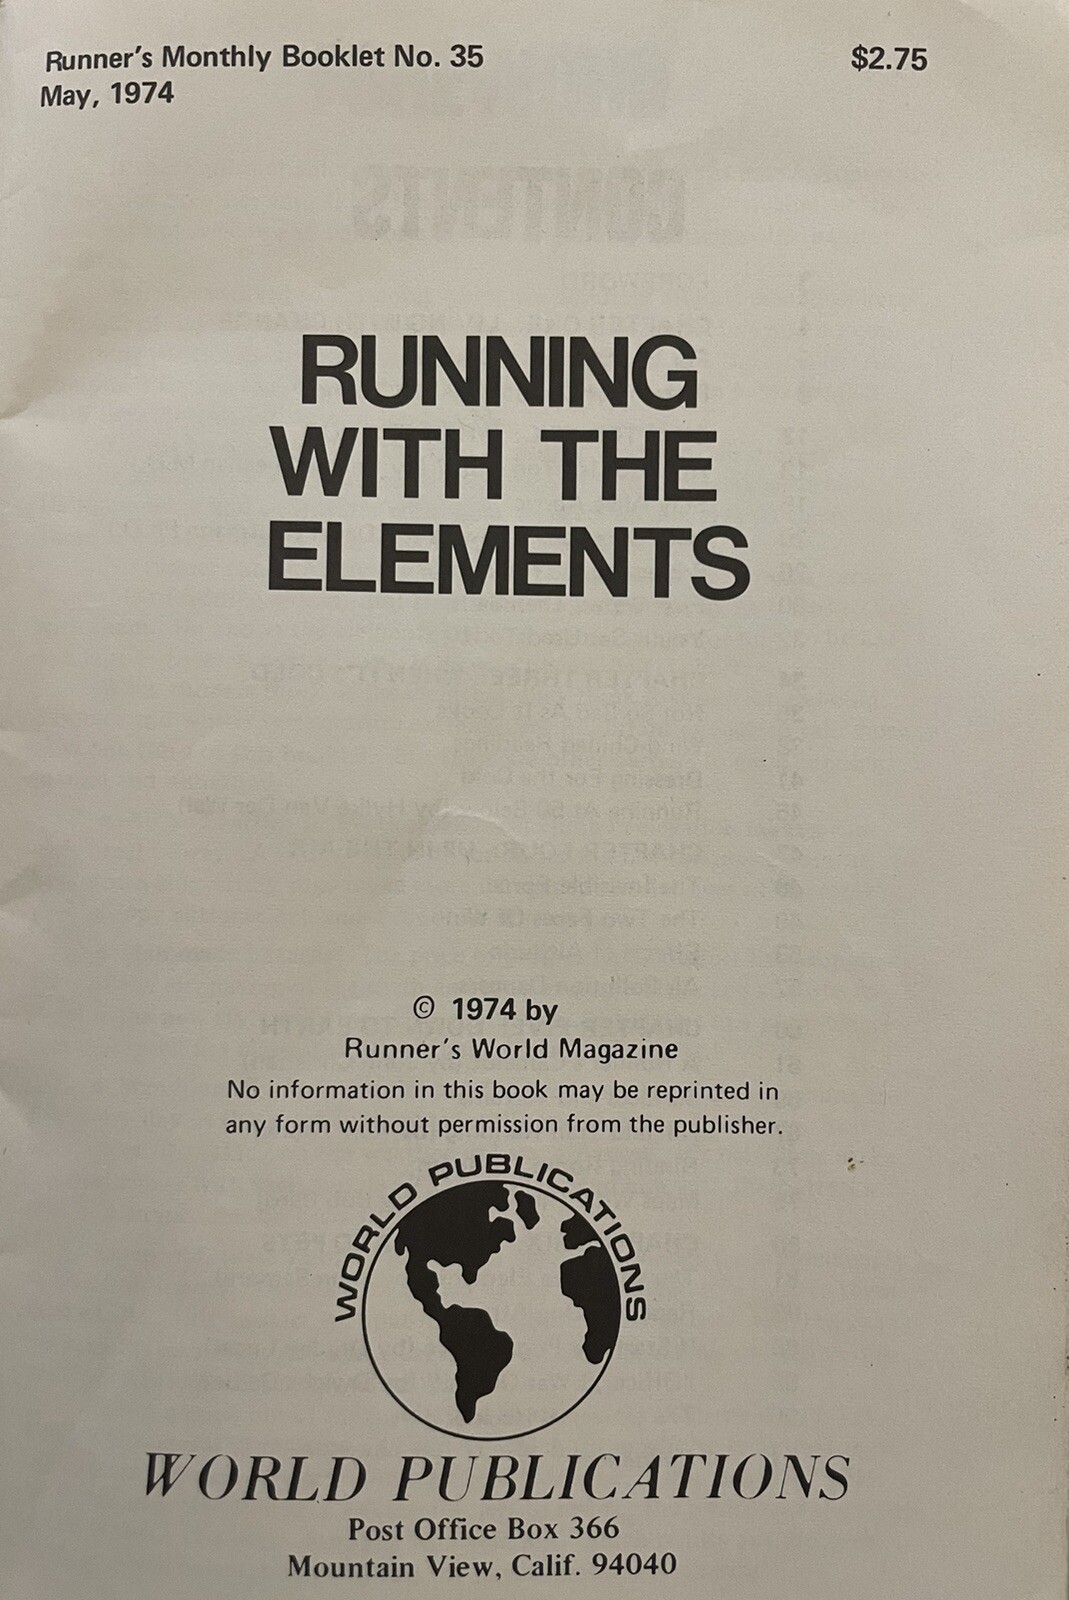 Runner's Monthly Booklet No. 35 $2.75
May, 1974
RUNNING
WITH THE
ELEMENTS
© 1974 by
Runner's World Magazine
No information in this book may be reprinted in
any form without permission from the publisher.
WORLD PUBLICATIONS
WORLD PUBLICATIONS
Post Office Box 366
Mountain View, Calif. 94040